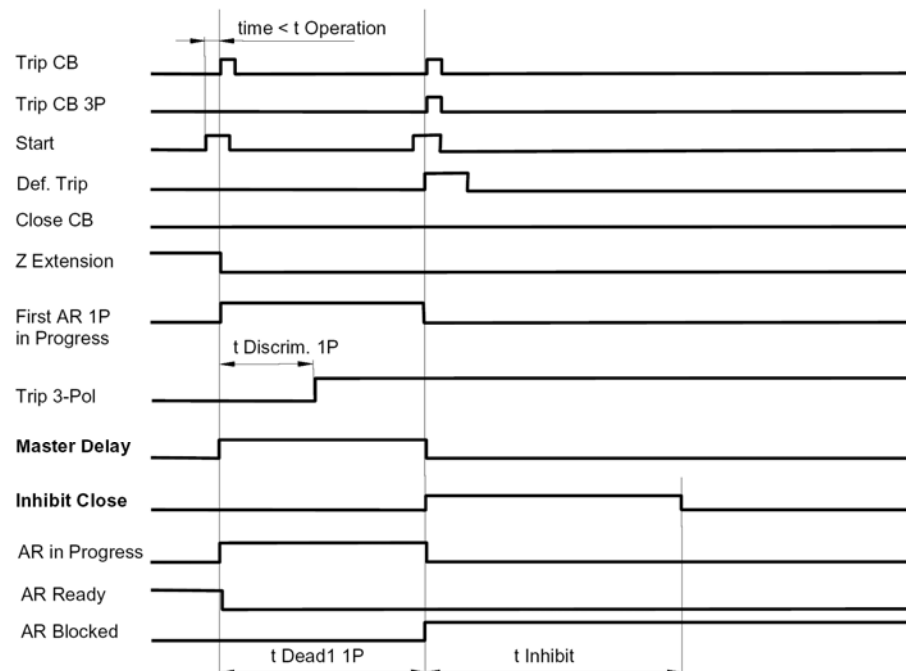 time < t Operation
Trip CB
Trip CB 3P
Start
Def. Trip
Close CB
Z Extension
First AR 1P
in Progress
t Discrim. 1P
Trip 3-Pol
Master Delay
Inhibit Close
AR in Progress
AR Ready
AR Blocked
t Dead1 1P
t Inhibit